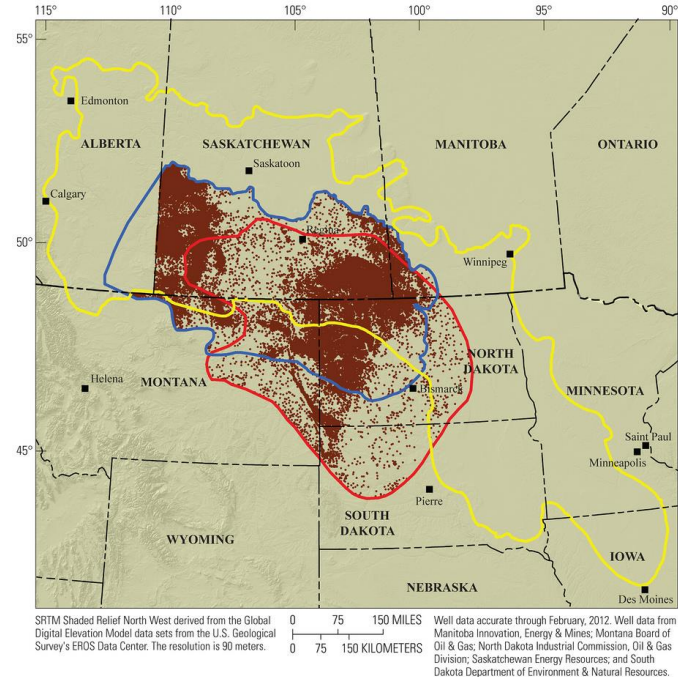 115° 110° 105° 100° 95° 90°
55°
Edmonton
ALBERTA
SASKATCHEWAN
MANITOBA
ONTARIO
Saskatoon
Calgary
Regina
50°
Winnipeg
NORTH
DAKOTA
Helena
MONTANA
Bismarck
MINNESOTA
Saint Paul
45°
Minneapolis
Pierre
SOUTH
DAKOTA
WYOMING
IOWA
NEBRASKA
Des Moines
SRTM Shaded Relief North West derived from the Global
Digital Elevation Model data sets from the U.S. Geological
Survey's EROS Data Center. The resolution is 90 meters.
0 75 150 MILES
0 75 150 KILOMETERS
Well data accurate through February, 2012. Well data from
Manitoba Innovation, Energy & Mines; Montana Board of
Oil & Gas; North Dakota Industrial Commission, Oil & Gas
Division; Saskatchewan Energy Resources; and South
Dakota Department of Environment & Natural Resources.